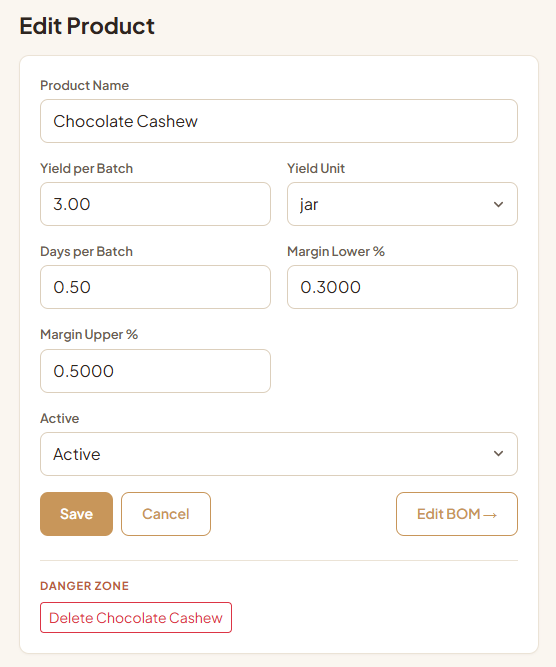 Edit Product
Product Name
Chocolate Cashew
Yield per Batch
Yield Unit
3.00
jar
Days per Batch
Margin Lower %
0.50
0.3000
Margin Upper %
0.5000
Active
Active
Save
Cancel
Edit BOM →
DANGER ZONE
Delete Chocolate Cashew